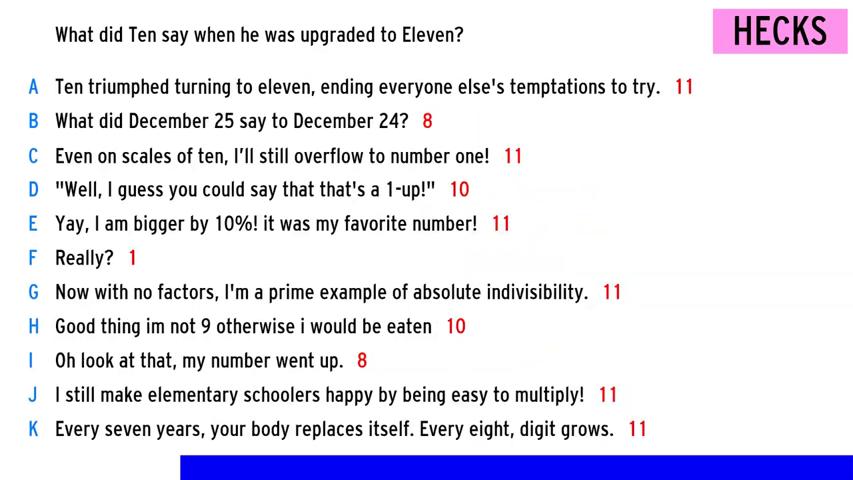 What did Ten say when he was upgraded to Eleven?
HECKS
A Ten triumphed turning to eleven, ending everyone else's temptations to try. 11
B What did December 25 say to December 24? 8
C Even on scales of ten, I'll still overflow to number one! 11
D "Well, I guess you could say that that's a 1-up!" 10
E Yay, I am bigger by 10%! it was my favorite number! 11
F Really? 1
G Now with no factors, I'm a prime example of absolute indivisibility. 11
H Good thing im not 9 otherwise i would be eaten 10
I Oh look at that, my number went up. 8
J I still make elementary schoolers happy by being easy to multiply! 11
K Every seven years, your body replaces itself. Every eight, digit grows. 11